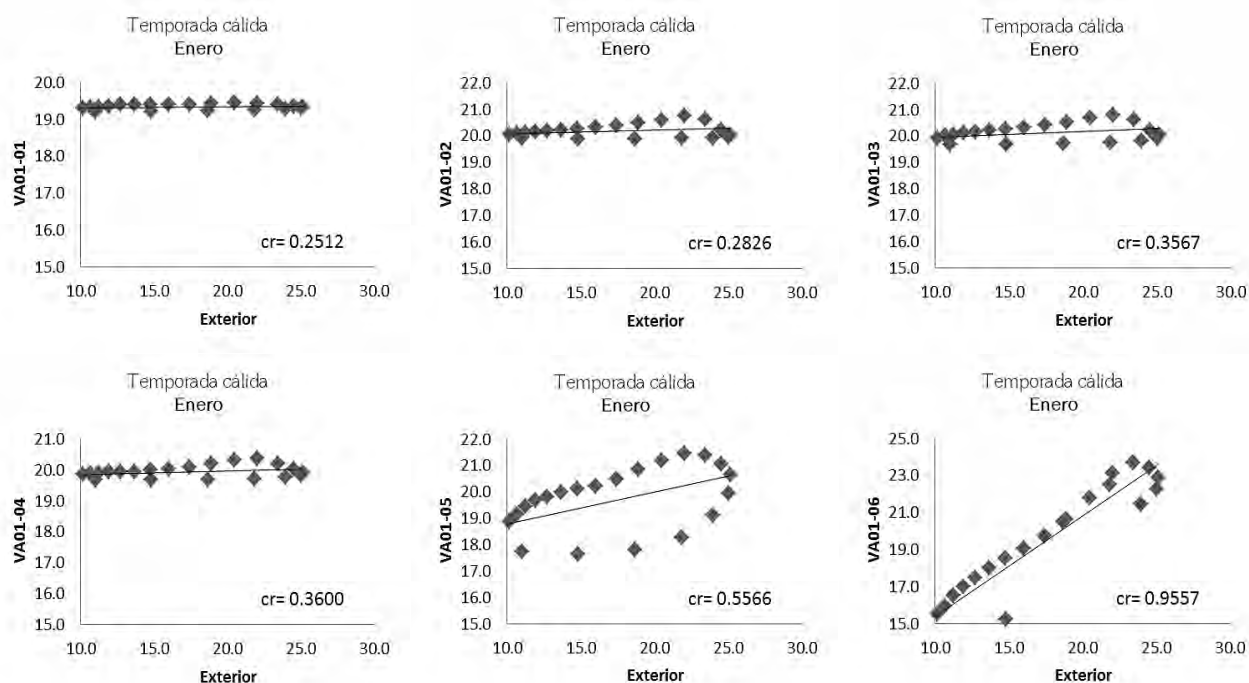 Temporada cálida
Enero
20.0
19.0
18.0
17.0
16.0
15.0
VA01-01
cr= 0.2512
10.0 15.0 20.0 25.0 30.0
Exterior
Temporada cálida
Enero
22.0
21.0
20.0
19.0
18.0
17.0
16.0
15.0
VA01-02
cr= 0.2826
10.0 15.0 20.0 25.0 30.0
Exterior
Temporada cálida
Enero
22.0
21.0
20.0
19.0
18.0
17.0
16.0
15.0
VA01-03
cr= 0.3567
10.0 15.0 20.0 25.0 30.0
Exterior
Temporada cálida
Enero
21.0
20.0
19.0
18.0
17.0
16.0
15.0
VA01-04
cr= 0.3600
10.0 15.0 20.0 25.0 30.0
Exterior
Temporada cálida
Enero
22.0
21.0
20.0
19.0
18.0
17.0
16.0
15.0
VA01-05
cr= 0.5566
10.0 15.0 20.0 25.0 30.0
Exterior
Temporada cálida
Enero
25.0
23.0
21.0
19.0
17.0
15.0
VA01-06
cr= 0.9557
10.0 15.0 20.0 25.0 30.0
Exterior